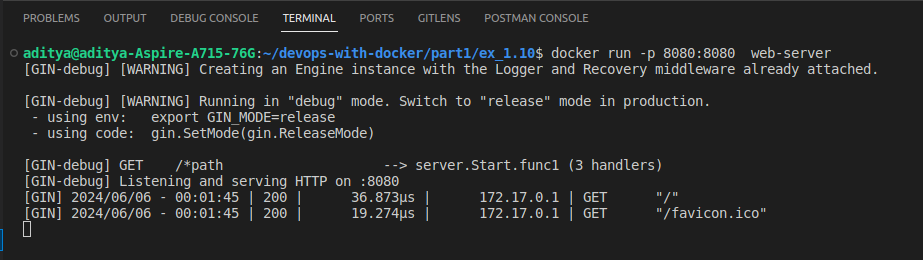 PROBLEMS OUTPUT DEBUG CONSOLE TERMINAL PORTS GITLENS POSTMAN CONSOLE
aditya@aditya-Aspire-A715-76G:~/devops-with-docker/part1/ex_1.10$ docker run -p 8080:8080  web-server
[GIN-debug] [WARNING] Creating an Engine instance with the Logger and Recovery middleware already attached.
[GIN-debug] [WARNING] Running in "debug" mode. Switch to "release" mode in production.
 - using env:   export GIN_MODE=release
 - using code:  gin.SetMode(gin.ReleaseMode)
[GIN-debug] GET    /*path                    --> server.Start.func1 (3 handlers)
[GIN-debug] Listening and serving HTTP on :8080
[GIN] 2024/06/06 - 00:01:45 | 200 |      36.873µs |      172.17.0.1 | GET      "/"
[GIN] 2024/06/06 - 00:01:45 | 200 |      19.274µs |      172.17.0.1 | GET      "/favicon.ico"